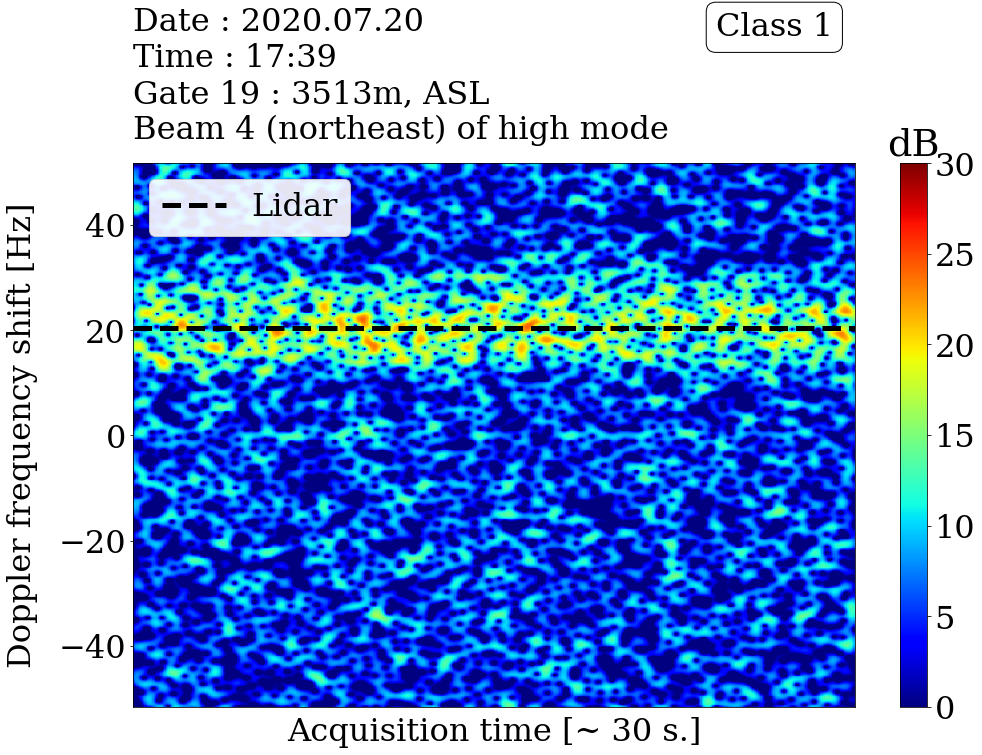 Date : 2020.07.20
Time : 17:39
Gate 19 : 3513m, ASL
Beam 4 (northeast) of high mode
Class 1
dB
Lidar
Doppler frequency shift [Hz]
40
20
0
−20
−40
30
25
20
15
10
5
0
Acquisition time [~ 30 s.]